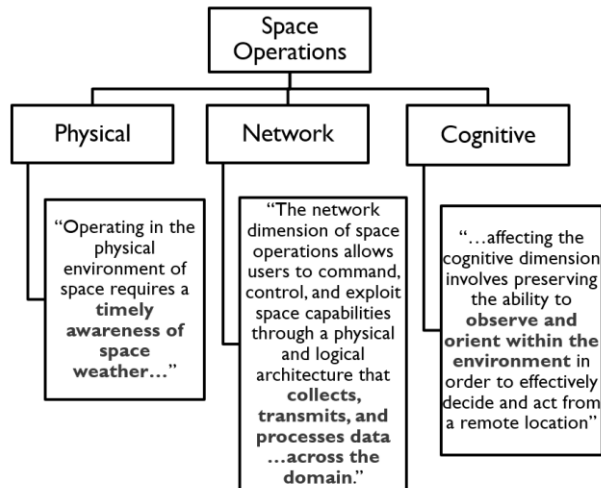 Space
Operations
Physical
Network
Cognitive
“Operating in the
physical
environment of
space requires a
timely
awareness of
space
weather…”
“The network
dimension of space
operations allows
users to command,
control, and exploit
space capabilities
through a physical
and logical
architecture that
collects,
transmits, and
processes data
…across the
domain.”
“…affecting the
cognitive dimension
involves preserving
the ability to
observe and
orient within the
environment in
order to effectively
decide and act from
a remote location”